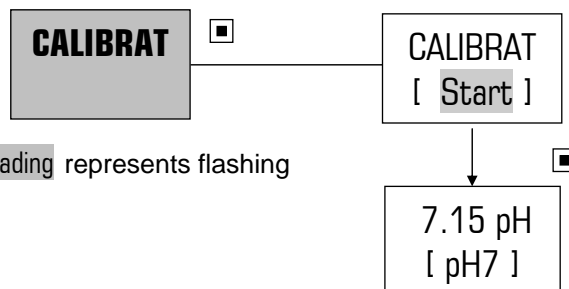 CALIBRAT
CALIBRAT
[ Start ]
ading represents flashing
7.15 pH
[ pH7 ]